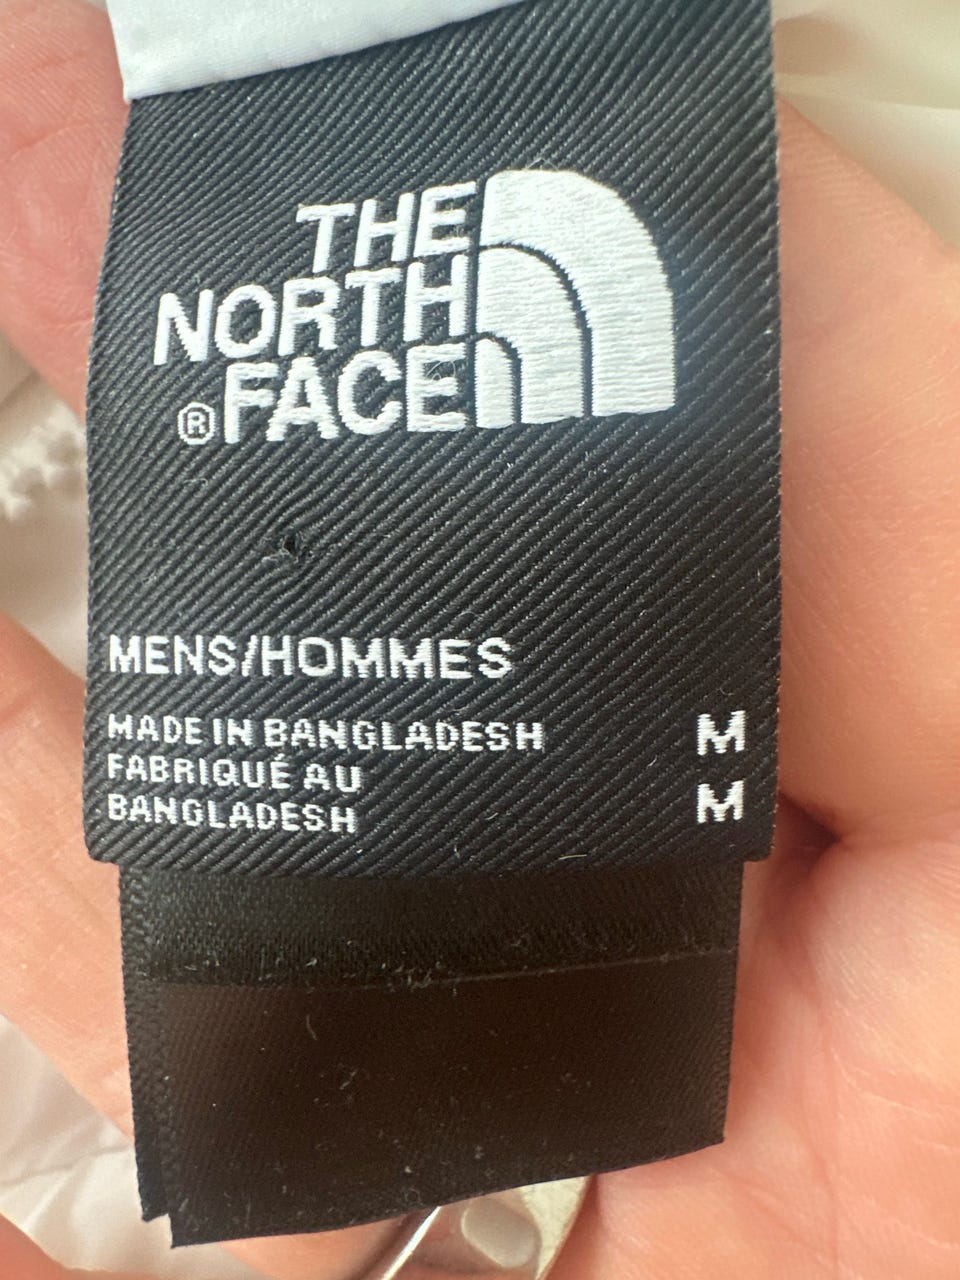 THE
NORTH
®FACE
MENS/HOMMES
MADE IN BANGLADESH M
FABRIQUÉ AU
BANGLADESH M